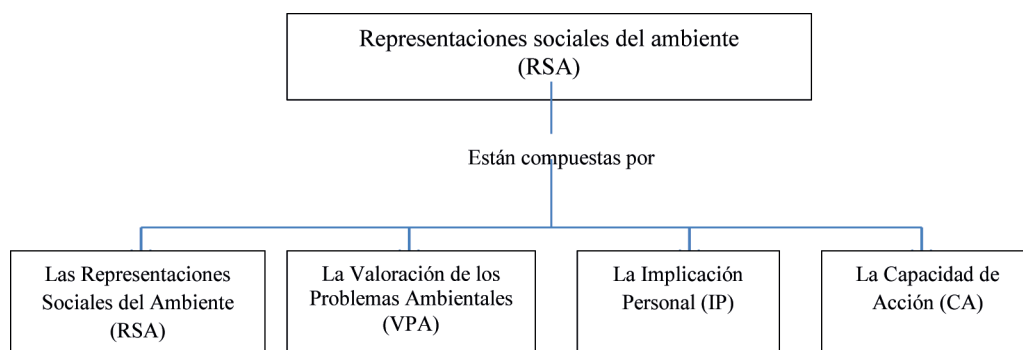 Representaciones sociales del ambiente
(RSA)
Están compuestas por
Las Representaciones
Sociales del Ambiente
(RSA)
La Valoración de los
Problemas Ambientales
(VPA)
La Implicación
Personal (IP)
La Capacidad de
Acción (CA)